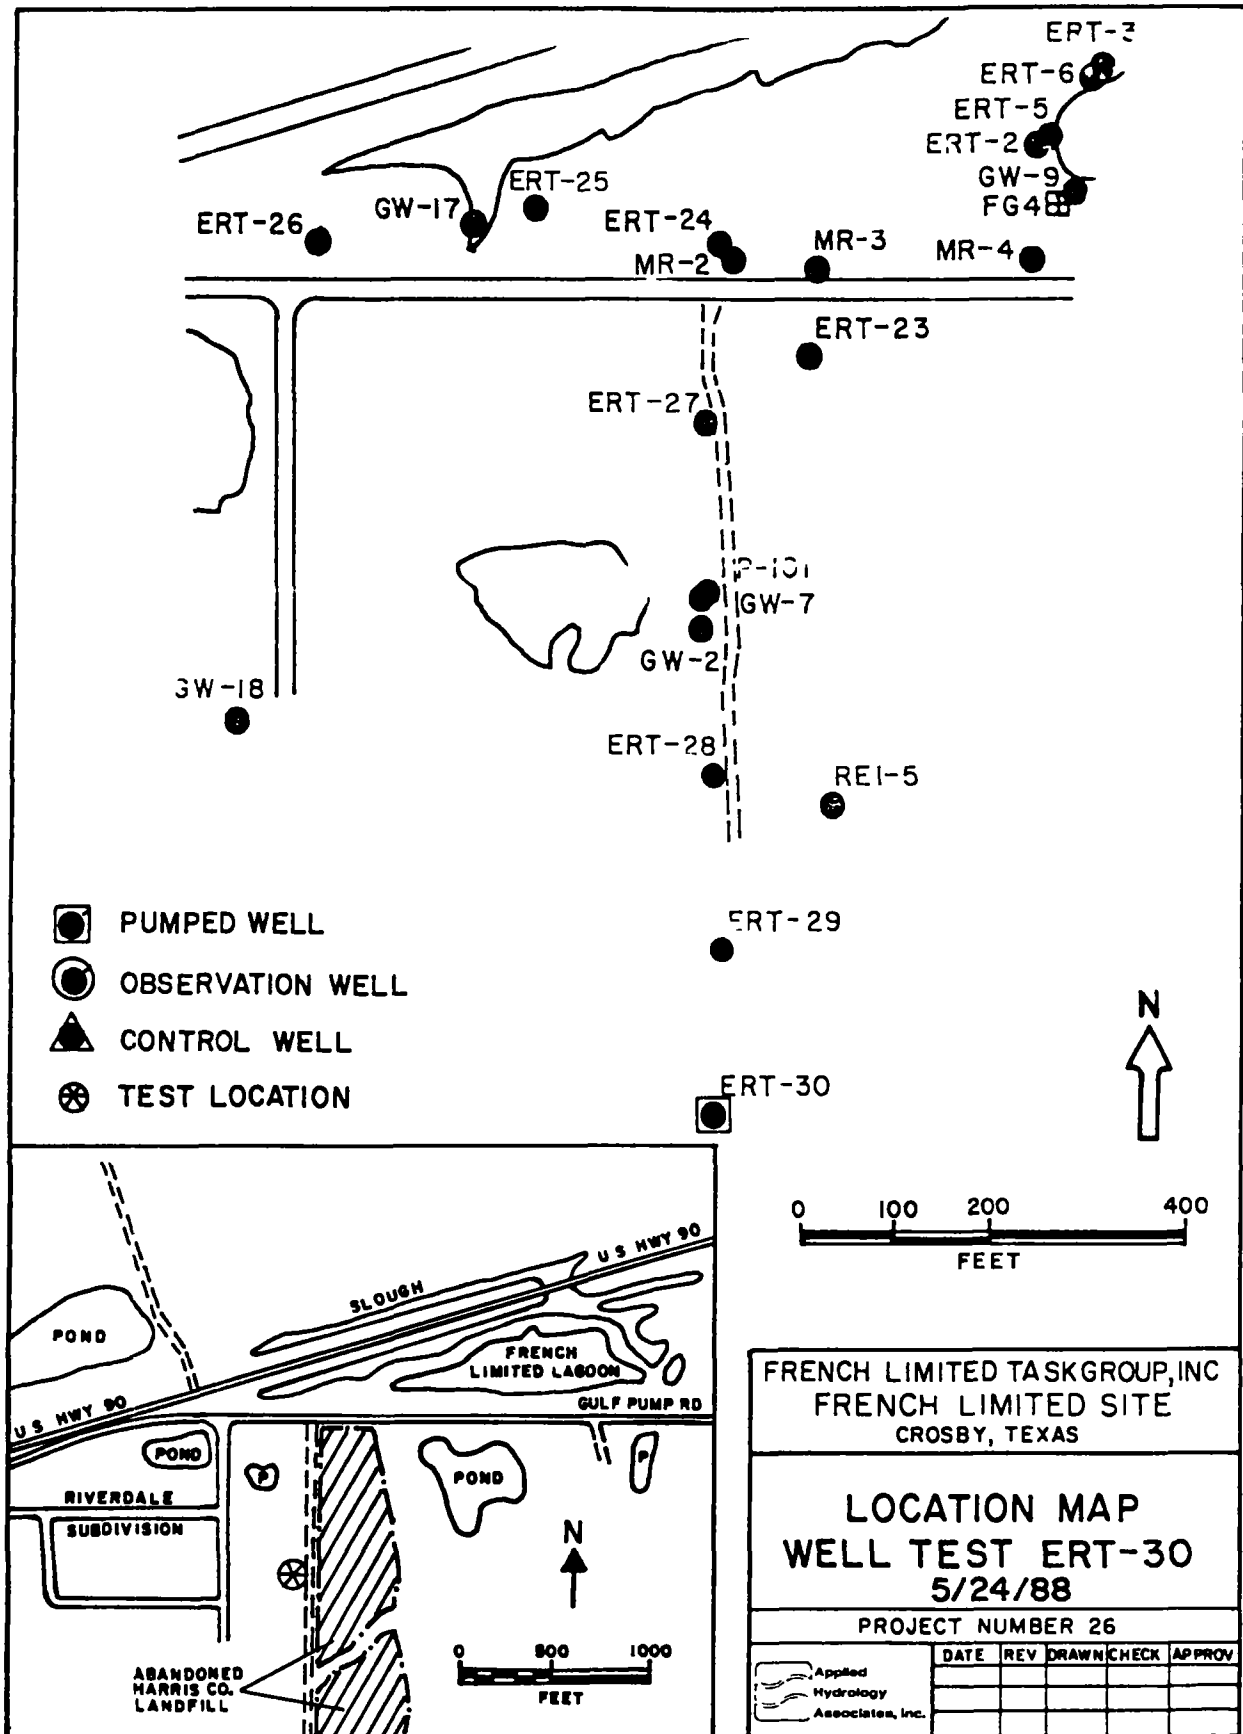 ERT-3
ERT-6
ERT-5
ERT-2
GW-9
FG4
ERT-25
GW-17
ERT-26
ERT-24
MR-2
MR-3
MR-4
ERT-23
ERT-27
P-101
GW-7
GW-2
GW-18
ERT-28
REI-5
ERT-29
ERT-30
PUMPED WELL
OBSERVATION WELL
CONTROL WELL
TEST LOCATION
N
0 100 200 400
FEET
U S HWY 90
SLOUGH
POND
FRENCH
LIMITED LAGOON
GULF PUMP RD
U S HWY 90
POND
P
POND
P
RIVERDALE
SUBDIVISION
N
0 500 1000
FEET
ABANDONED
HARRIS CO.
LANDFILL
FRENCH LIMITED TASKGROUP, INC
FRENCH LIMITED SITE
CROSBY, TEXAS
LOCATION MAP
WELL TEST ERT-30
5/24/88
PROJECT NUMBER 26
DATE REV DRAWN CHECK APPROV
Applied
Hydrology
Associates, Inc.